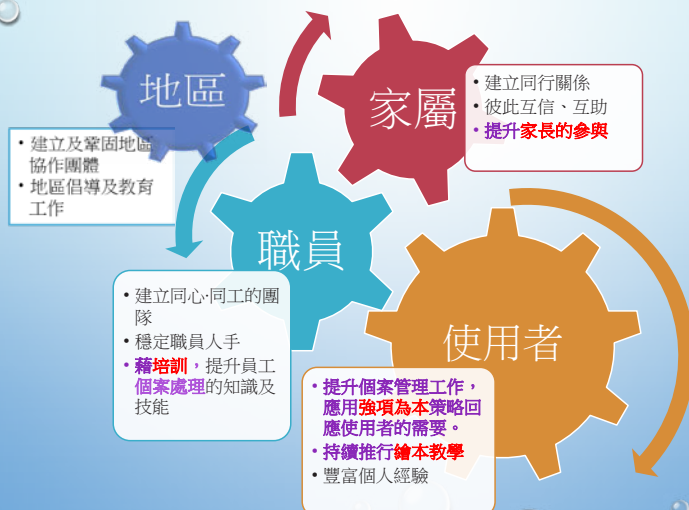 地區
• 建立及鞏固地區
協作團體
• 地區倡導及教育
工作
家屬
• 建立同行關係
• 彼此互信、互助
• 提升家長的參與
職員
• 建立同心·同工的團
隊
• 穩定職員人手
• 藉培訓，提升員工
個案處理的知識及
技能
使用者
• 提升個案管理工作，
應用強項為本策略回
應使用者的需要。
• 持續推行繪本教學
• 豐富個人經驗